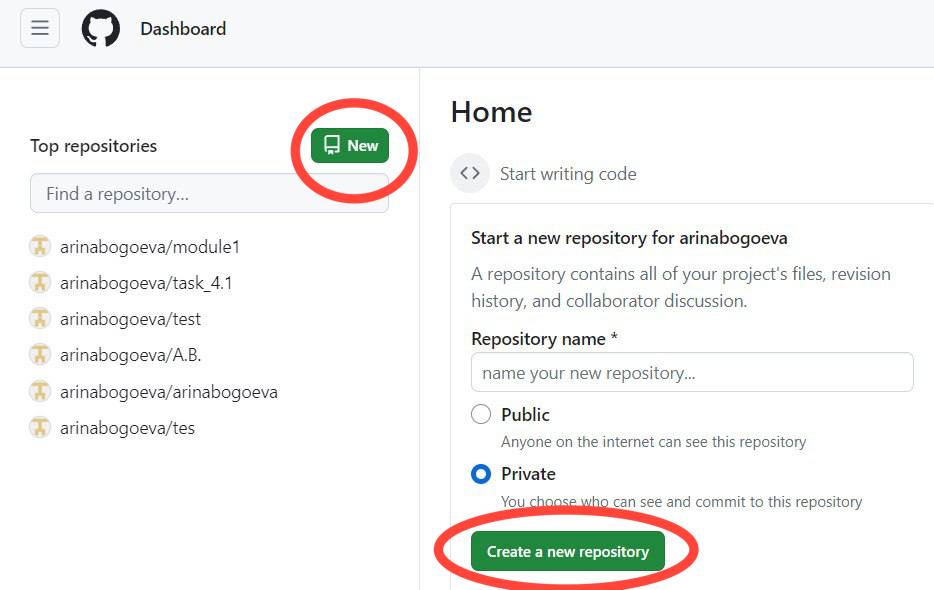 Dashboard
Top repositories
New
Find a repository...
arinabogoeva/module1
arinabogoeva/task_4.1
arinabogoeva/test
arinabogoeva/A.B.
arinabogoeva/arinabogoeva
arinabogoeva/tes
Home
Start writing code
Start a new repository for arinabogoeva
A repository contains all of your project's files, revision
history, and collaborator discussion.
Repository name *
name your new repository...
Public
Anyone on the internet can see this repository
Private
You choose who can see and commit to this repository
Create a new repository